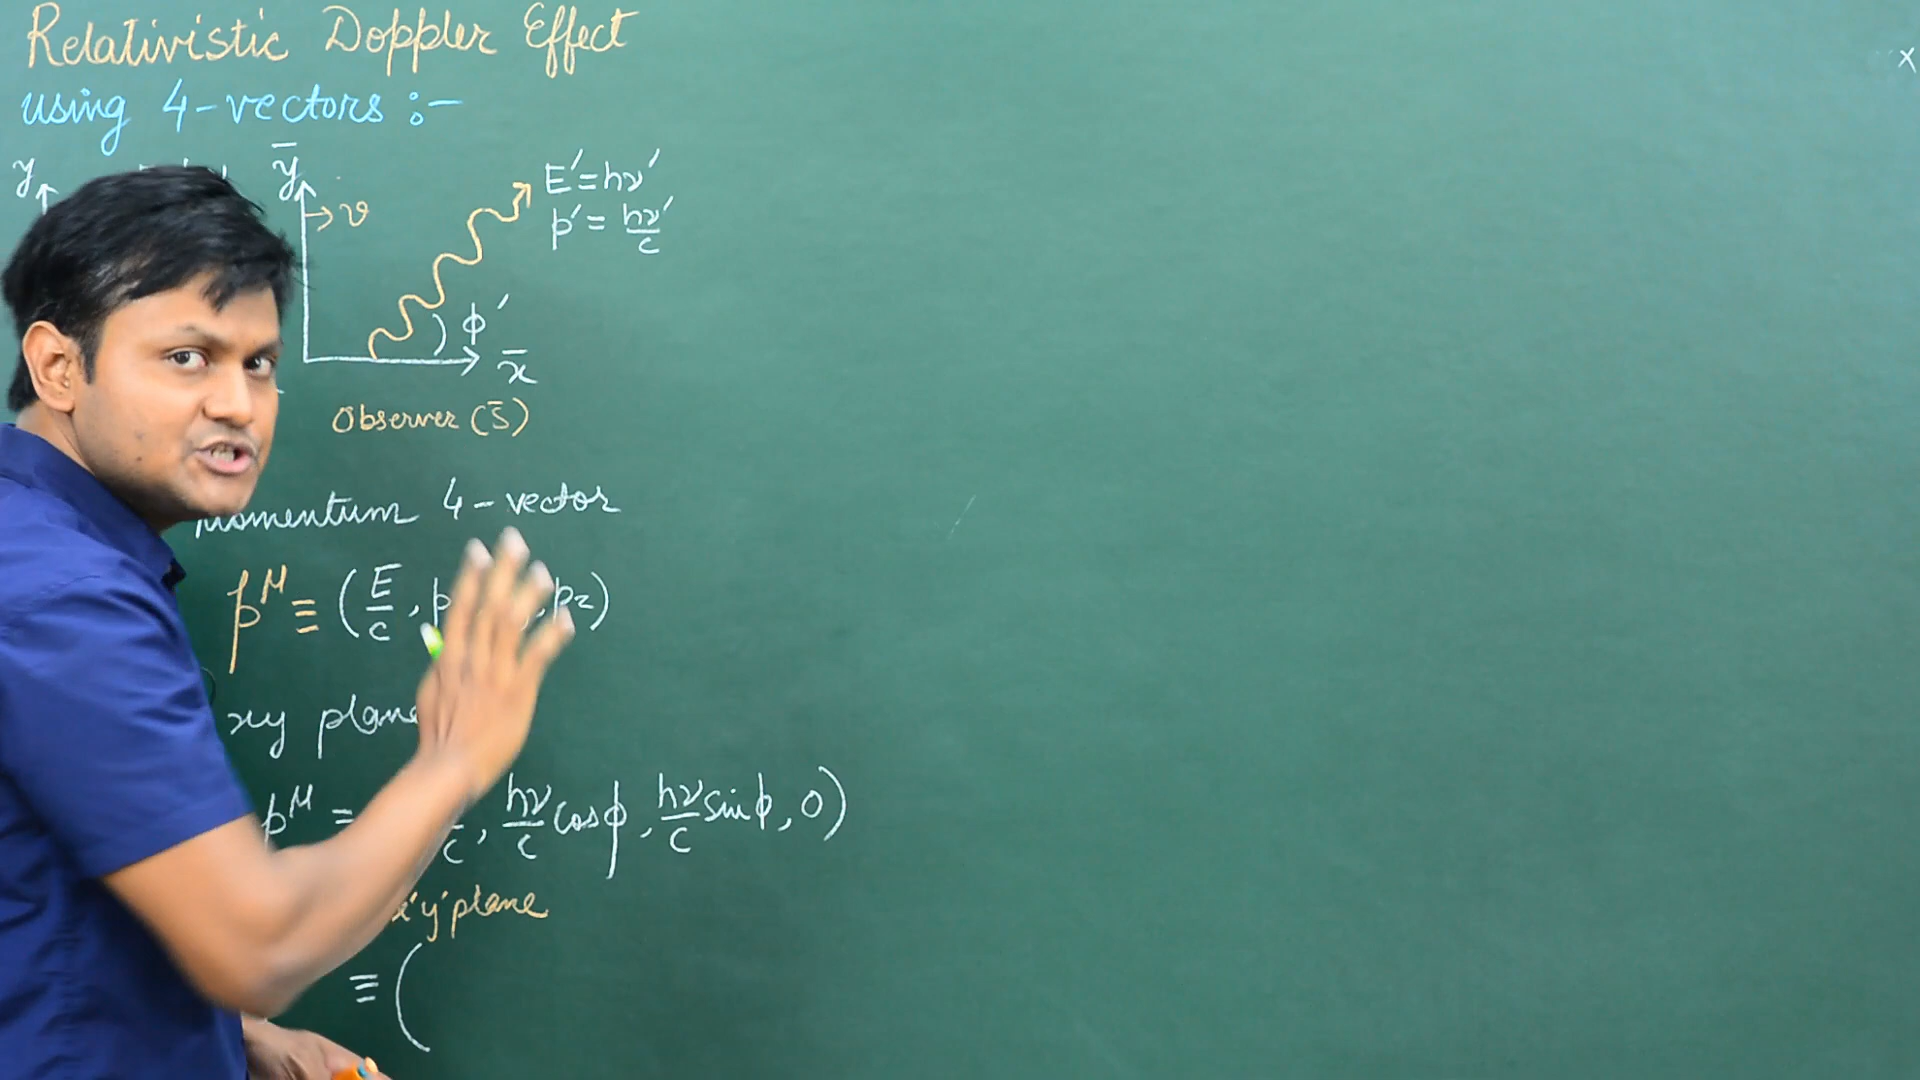 Relativistic Doppler Effect
using 4-vectors :-
y
ȳ
v
E′=hν′
p′=hν′/c
ϕ′
x̄
Observer (S̄)
Momentum 4-vector
p^μ ≡ (E/c, p , p_z)
xy plane
p^μ ≡ , hν/c cosϕ, hν/c sinϕ, 0)
x′y′plane
≡ (
x